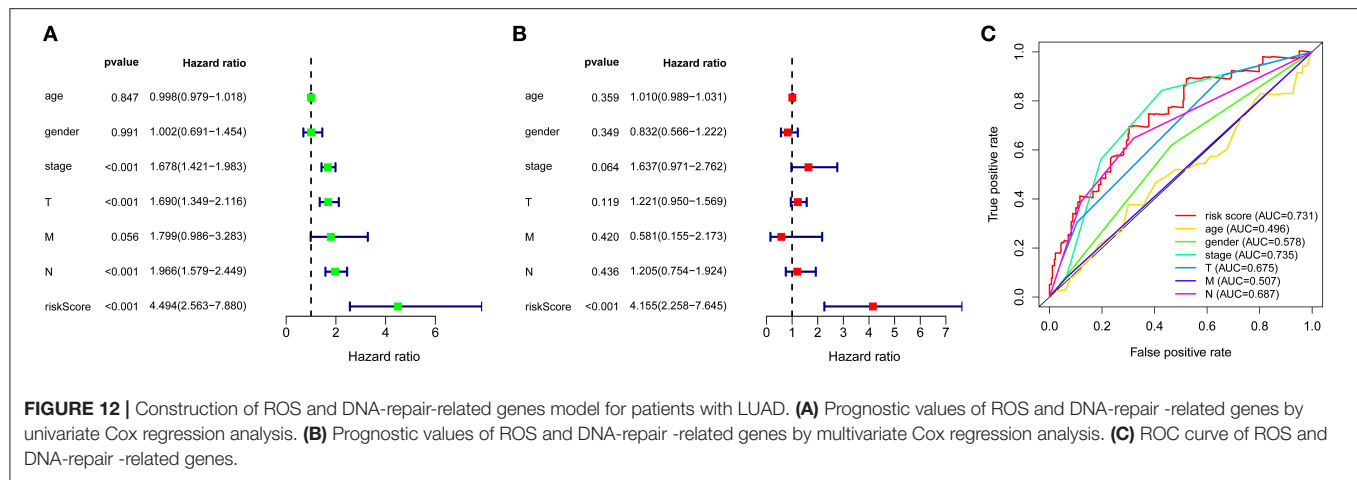 A
pvalue Hazard ratio
age 0.847 0.998(0.979−1.018)
gender 0.991 1.002(0.691−1.454)
stage <0.001 1.678(1.421−1.983)
T <0.001 1.690(1.349−2.116)
M 0.056 1.799(0.986−3.283)
N <0.001 1.966(1.579−2.449)
riskScore <0.001 4.494(2.563−7.880)
0 2 4 6
Hazard ratio
B
pvalue Hazard ratio
age 0.359 1.010(0.989−1.031)
gender 0.349 0.832(0.566−1.222)
stage 0.064 1.637(0.971−2.762)
T 0.119 1.221(0.950−1.569)
M 0.420 0.581(0.155−2.173)
N 0.436 1.205(0.754−1.924)
riskScore <0.001 4.155(2.258−7.645)
0 1 2 3 4 5 6 7
Hazard ratio
C
True positive rate
1.0
0.8
0.6
0.4
0.2
0.0
risk score (AUC=0.731)
age (AUC=0.496)
gender (AUC=0.578)
stage (AUC=0.735)
T (AUC=0.675)
M (AUC=0.507)
N (AUC=0.687)
0.0 0.2 0.4 0.6 0.8 1.0
False positive rate
FIGURE 12 | Construction of ROS and DNA-repair-related genes model for patients with LUAD. (A) Prognostic values of ROS and DNA-repair -related genes by
univariate Cox regression analysis. (B) Prognostic values of ROS and DNA-repair -related genes by multivariate Cox regression analysis. (C) ROC curve of ROS and
DNA-repair -related genes.